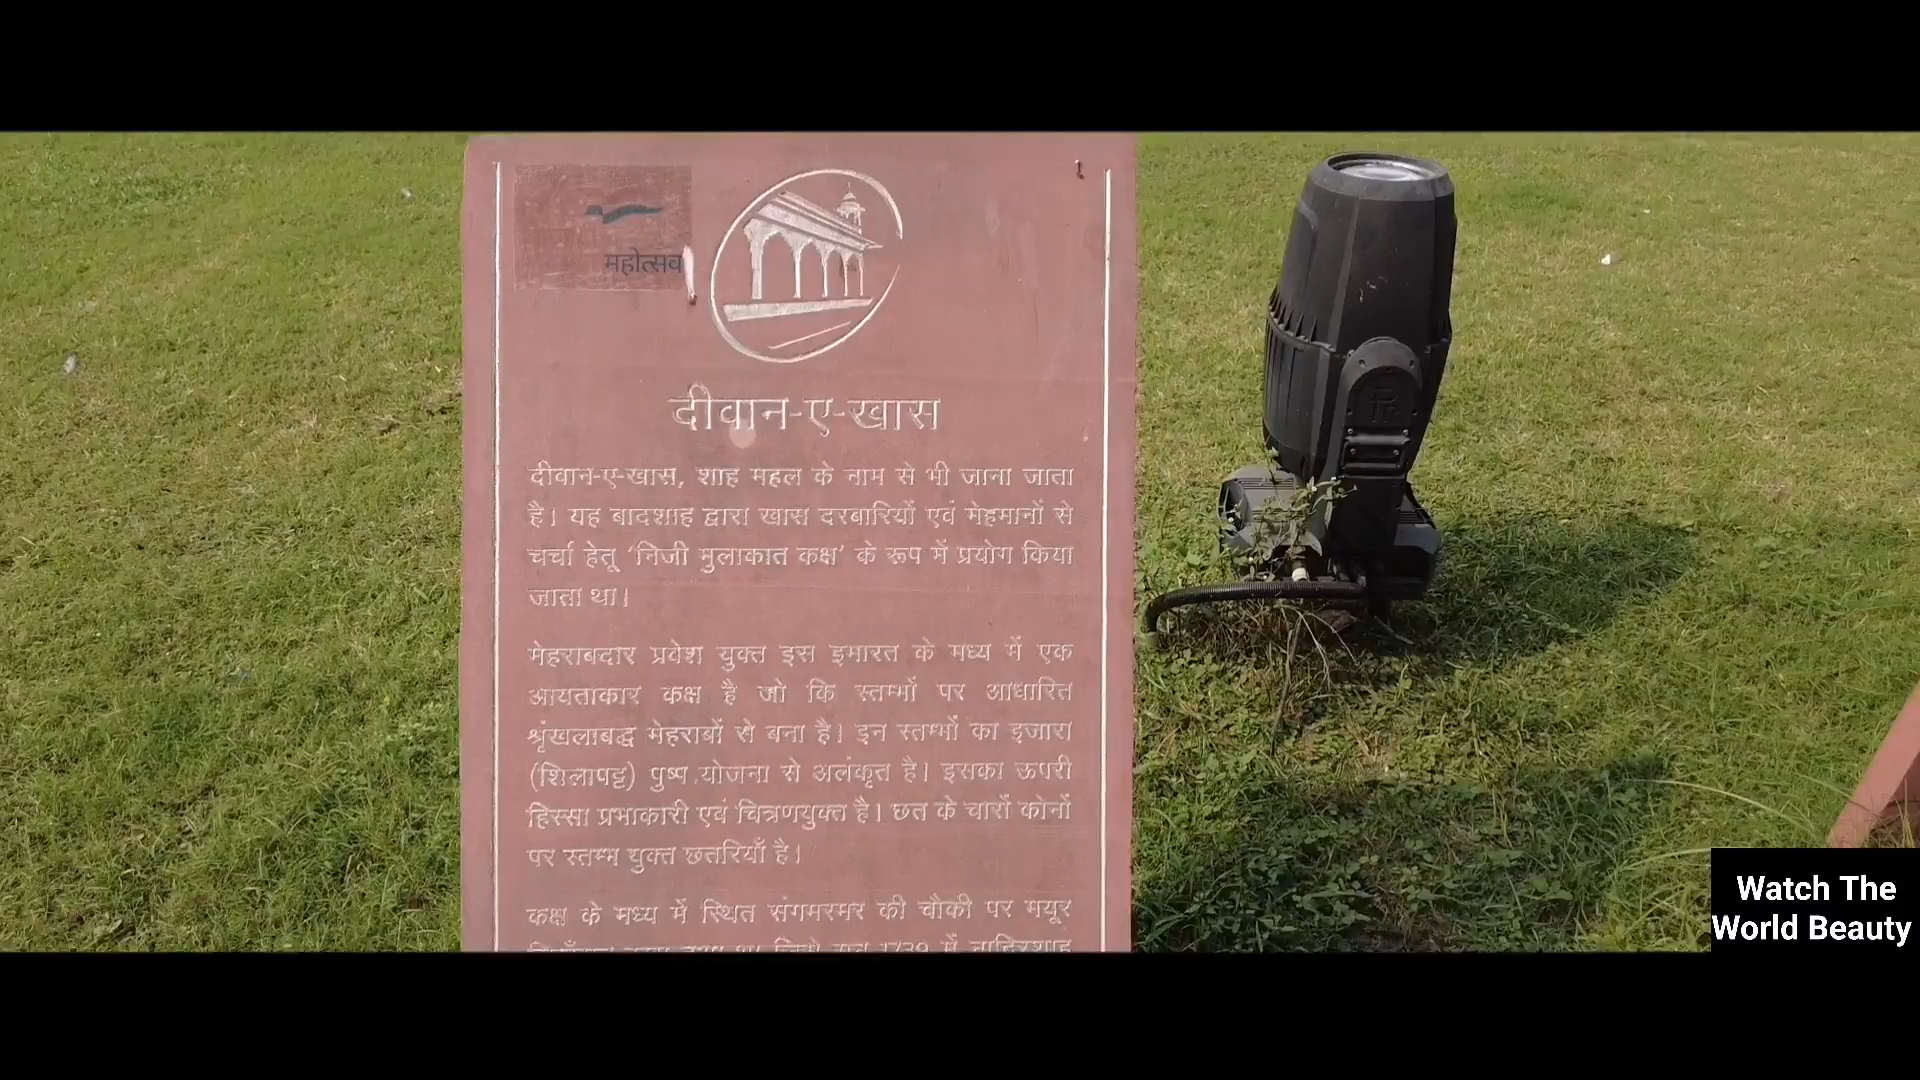 महोत्सव
दीवान-ए-खास
दीवान-ए-खास, शाह महल के नाम से भी जाना जाता
है। यह बादशाह द्वारा खास दरबारियों एवं मेहमानों से
चर्चा हेतू ‘निजी मुलाकात कक्ष’ के रूप में प्रयोग किया
जाता था।
मेहराबदार प्रवेश युक्त इस इमारत के मध्य में एक
आयताकार कक्ष है जो कि स्तम्भों पर आधारित
श्रृंखलाबद्ध मेहराबों से बना है। इन स्तम्भों का इजारा
(शिलापट्ट) पुष्प योजना से अलंकृत है। इसका ऊपरी
हिस्सा प्रभाकारी एवं चित्रणयुक्त है। छत के चारों कोनों
पर स्तम्भ युक्त छतरियाँ है।
कक्ष के मध्य में स्थित संगमरमर की चौकी पर मयूर
1739 में नादिरशाह
Watch The
World Beauty